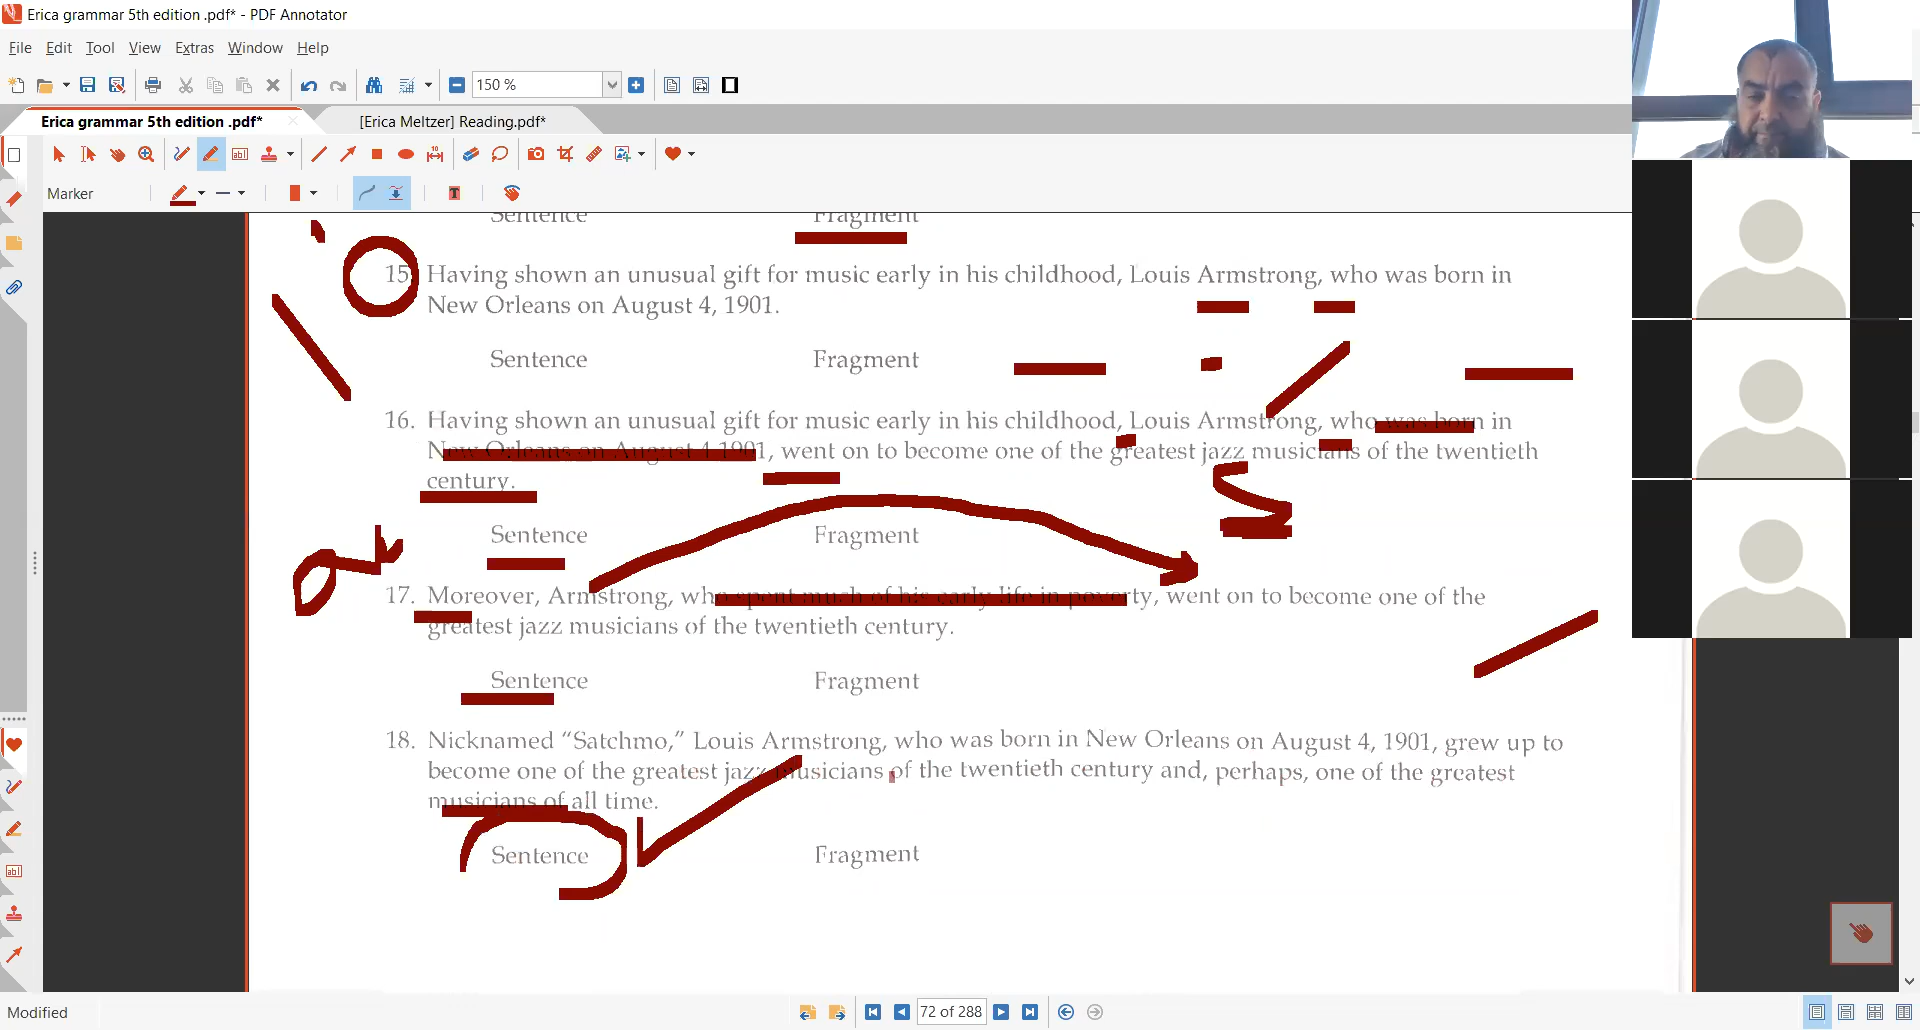 Erica grammar 5th edition .pdf* - PDF Annotator
File Edit Tool View Extras Window Help
150 %
Erica grammar 5th edition .pdf*
[Erica Meltzer] Reading.pdf*
Marker
Sentence Fragment
15. Having shown an unusual gift for music early in his childhood, Louis Armstrong, who was born in
New Orleans on August 4, 1901.
Sentence Fragment
16. Having shown an unusual gift for music early in his childhood, Louis Armstrong, who was born in
New Orleans on August 4 1901, went on to become one of the greatest jazz musicians of the twentieth
century.
Sentence Fragment
17. Moreover, Armstrong, who spent much of his early life in poverty, went on to become one of the
greatest jazz musicians of the twentieth century.
Sentence Fragment
18. Nicknamed “Satchmo,” Louis Armstrong, who was born in New Orleans on August 4, 1901, grew up to
become one of the greatest jazz musicians of the twentieth century and, perhaps, one of the greatest
musicians of all time.
Sentence Fragment
Modified
72 of 288